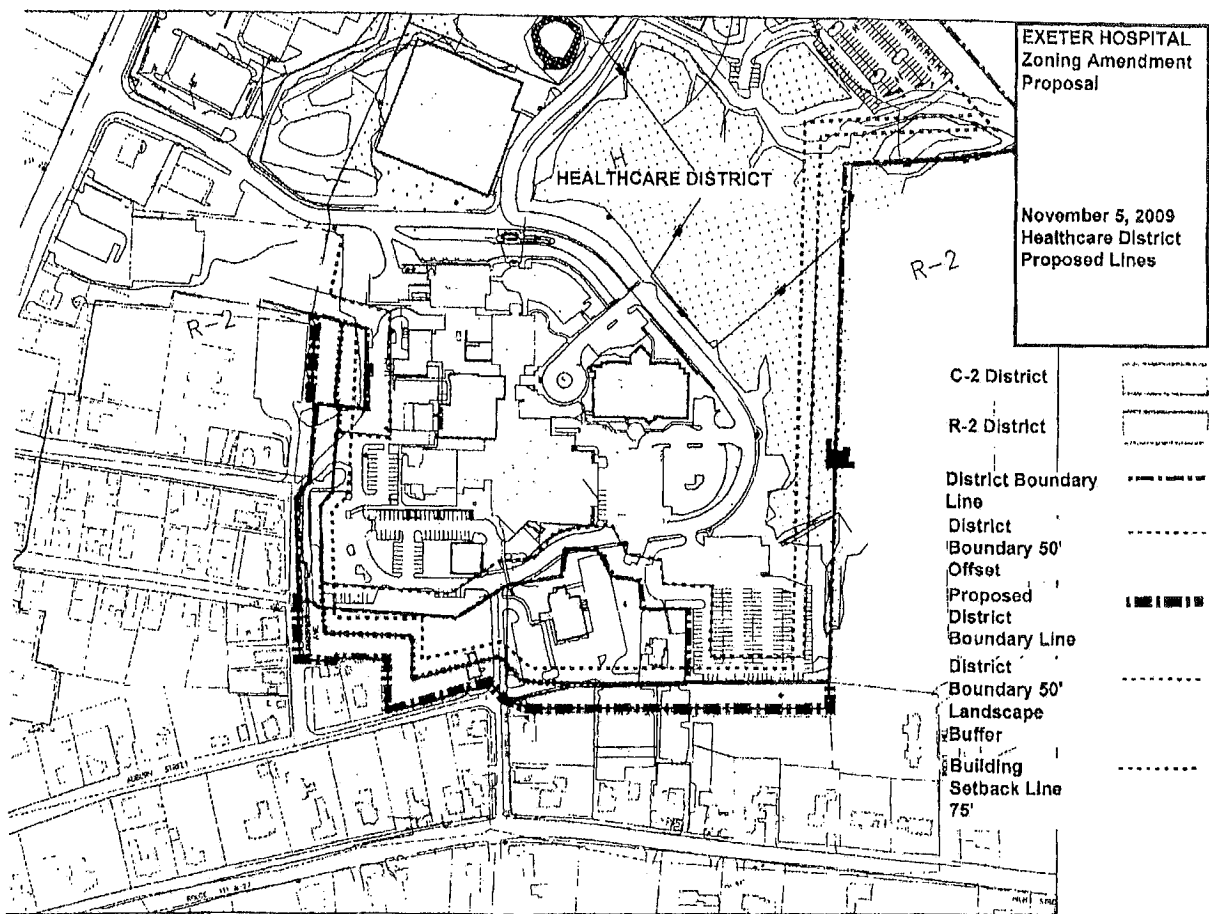 EXETER HOSPITAL
Zoning Amendment
Proposal
November 5, 2009
Healthcare District
Proposed Lines
H
HEALTHCARE DISTRICT
R-2
R-2
C-2 District
R-2 District
District Boundary
Line
District
Boundary 50'
Offset
Proposed
District
Boundary Line
District
Boundary 50'
Landscape
Buffer
Building
Setback Line
75'
AUBURN STREET